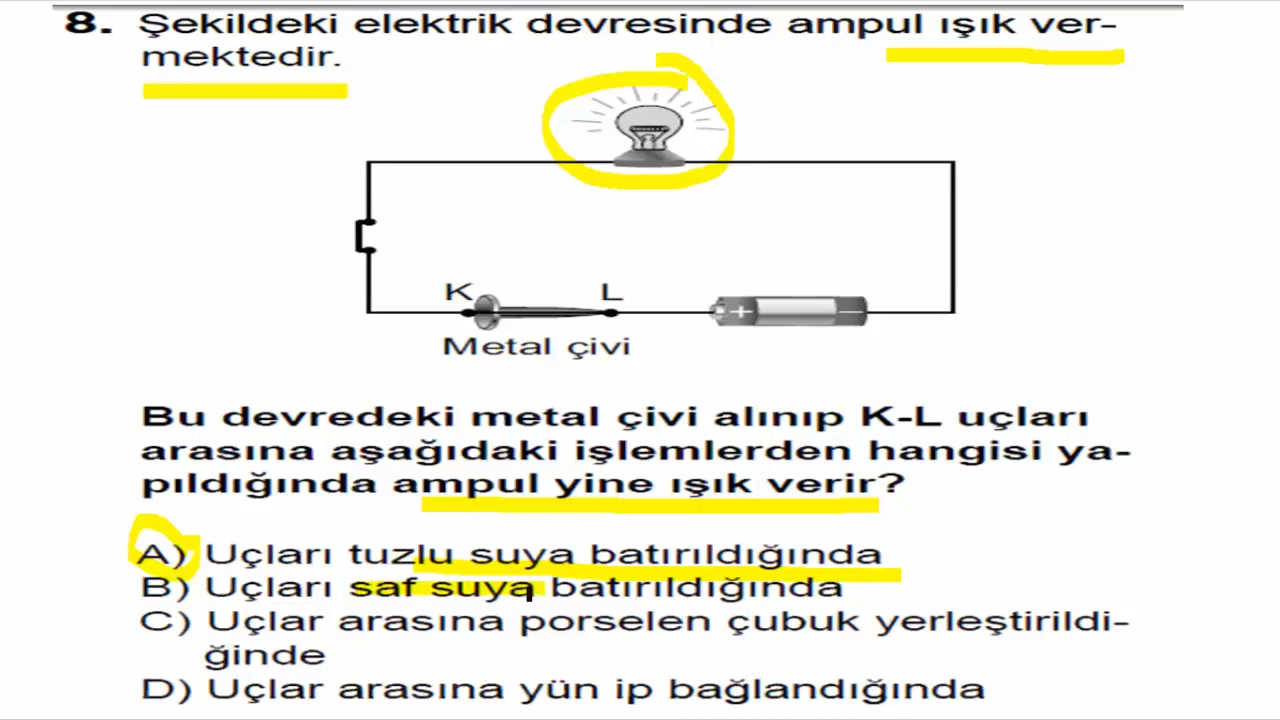 8. Şekildeki elektrik devresinde ampul ışık ver-
mektedir.
K L
Metal çivi
+ −
Bu devredeki metal çivi alınıp K-L uçları
arasına aşağıdaki işlemlerden hangisi ya-
pıldığında ampul yine ışık verir?
A) Uçları tuzlu suya batırıldığında
B) Uçları saf suya batırıldığında
C) Uçlar arasına porselen çubuk yerleştirildi-
ğinde
D) Uçlar arasına yün ip bağlandığında